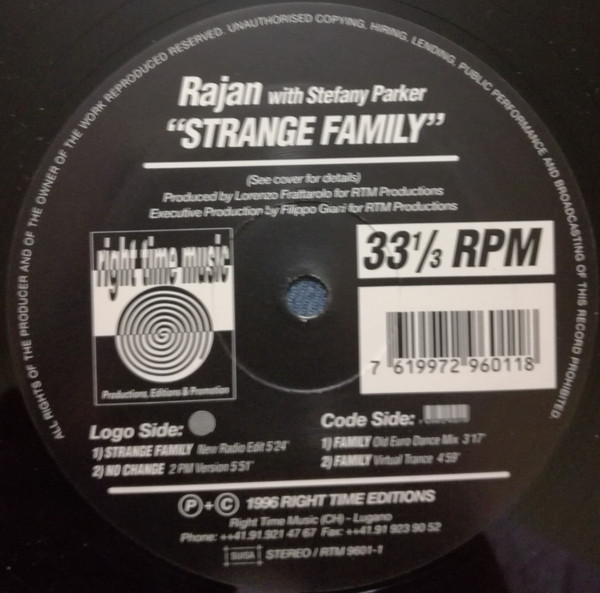 ALL RIGHTS OF THE PRODUCER AND OF THE OWNER OF THE WORK REPRODUCED RESERVED. UNAUTHORISED COPYING, HIRING, LENDING, PUBLIC PERFORMANCE AND BROADCASTING OF THIS RECORD PROHIBITED.
Rajan with Stefany Parker
"STRANGE FAMILY"
(See cover for details)
Produced by Lorenzo Frattarolo for RTM Productions
Executive Production by Filippo Giani for RTM Productions
right time music
Productions, Editions & Promotion
33 1/3 RPM
7 619972 960118
Logo Side:
1) STRANGE FAMILY New Radio Edit 5'24"
2) NO CHANGE 2 PM Version 5'51"
Code Side:
1) FAMILY Old Euro Dance Mix 3'17"
2) FAMILY Virtual Trance 4'59"
Ⓟ+© 1996 RIGHT TIME EDITIONS
Right Time Music (CH) - Lugano
Phone: ++41.91.921 47 67 Fax: ++41.91 923 90 52
SUISA STEREO / RTM 9601-1